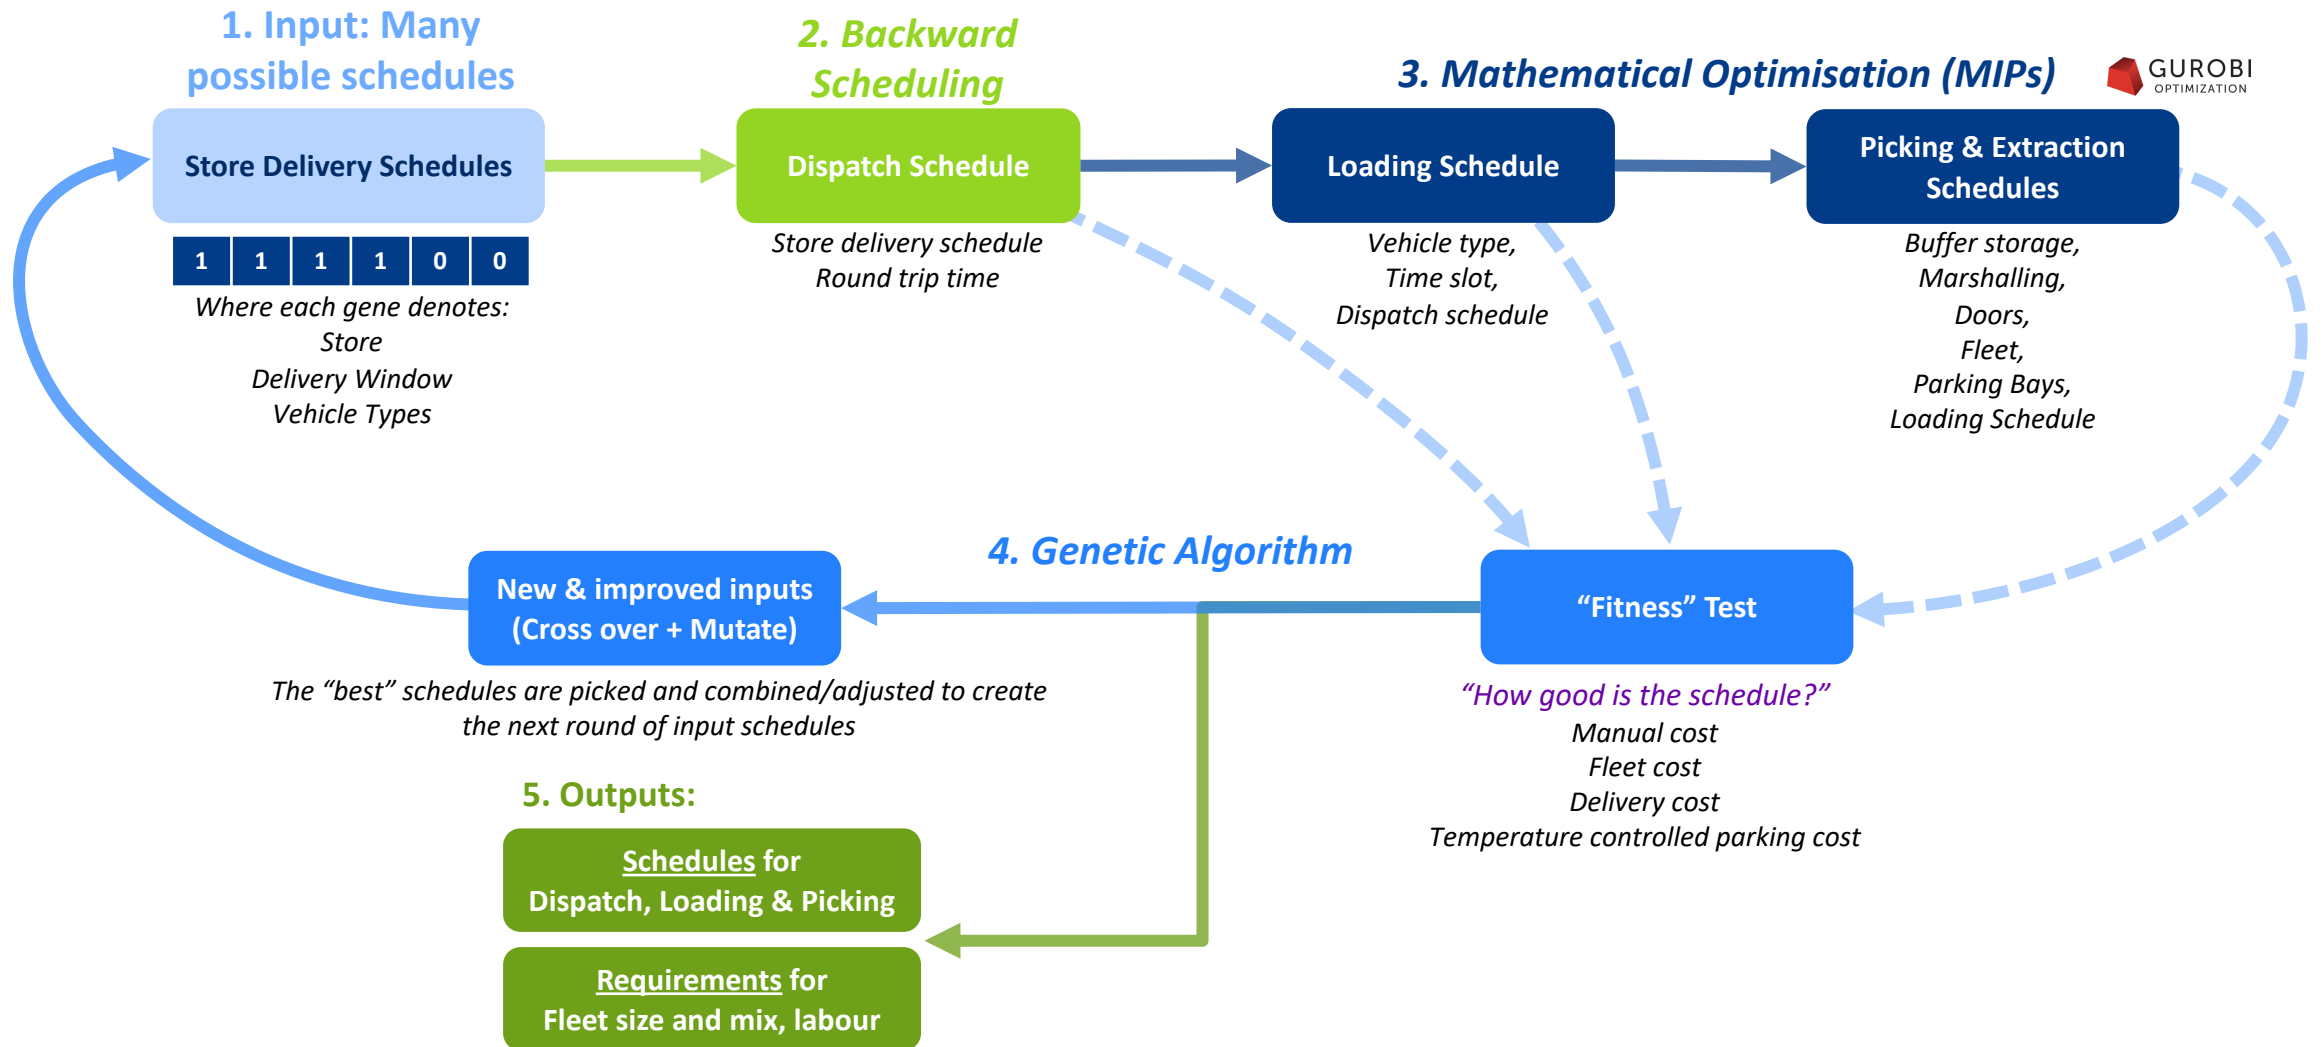 1. Input: Many
possible schedules
Store Delivery Schedules
1 1 1 1 0 0
Where each gene denotes:
Store
Delivery Window
Vehicle Types
2. Backward
Scheduling
Dispatch Schedule
Store delivery schedule
Round trip time
3. Mathematical Optimisation (MIPs)
GUROBI
OPTIMIZATION
Loading Schedule
Vehicle type,
Time slot,
Dispatch schedule
Picking & Extraction
Schedules
Buffer storage,
Marshalling,
Doors,
Fleet,
Parking Bays,
Loading Schedule
4. Genetic Algorithm
“Fitness” Test
“How good is the schedule?”
Manual cost
Fleet cost
Delivery cost
Temperature controlled parking cost
New & improved inputs
(Cross over + Mutate)
The “best” schedules are picked and combined/adjusted to create
the next round of input schedules
5. Outputs:
Schedules for
Dispatch, Loading & Picking
Requirements for
Fleet size and mix, labour